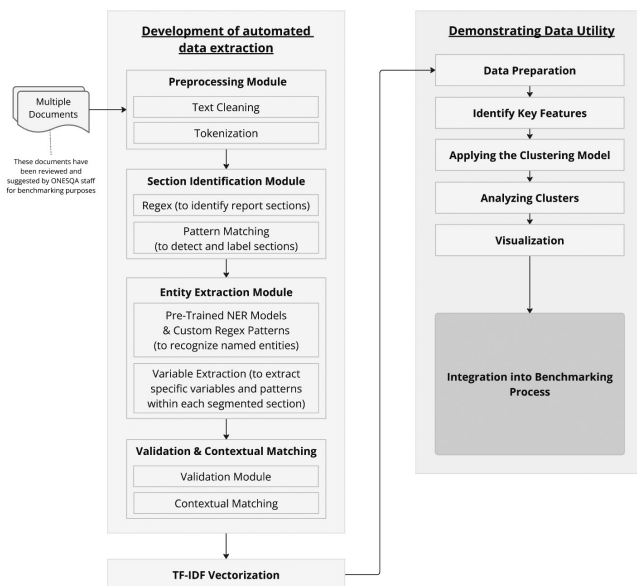 Multiple
Documents
These documents have
been reviewed and
suggested by ONESQA staff
for benchmarking purposes
Development of automated
data extraction
Preprocessing Module
Text Cleaning
Tokenization
Section Identification Module
Regex (to identify report sections)
Pattern Matching
(to detect and label sections)
Entity Extraction Module
Pre-Trained NER Models
& Custom Regex Patterns
(to recognize named entities)
Variable Extraction (to extract
specific variables and patterns
within each segmented section)
Validation & Contextual Matching
Validation Module
Contextual Matching
TF-IDF Vectorization
Demonstrating Data Utility
Data Preparation
Identify Key Features
Applying the Clustering Model
Analyzing Clusters
Visualization
Integration into Benchmarking
Process